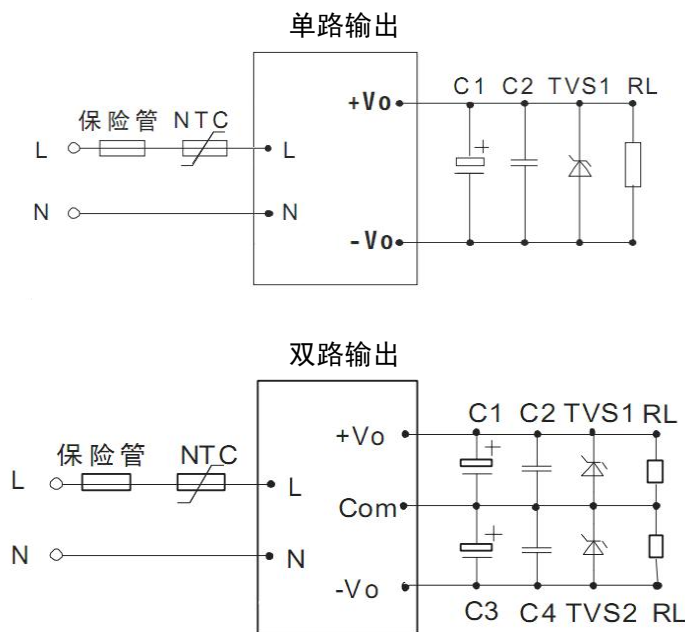 单路输出
C1 C2 TVS1 RL
+Vo
保险管 NTC
+
L L
N N
-Vo
双路输出
C1 C2 TVS1 RL
+Vo
保险管 NTC
+
L L
Com
+
N N
-Vo
C3 C4 TVS2 RL